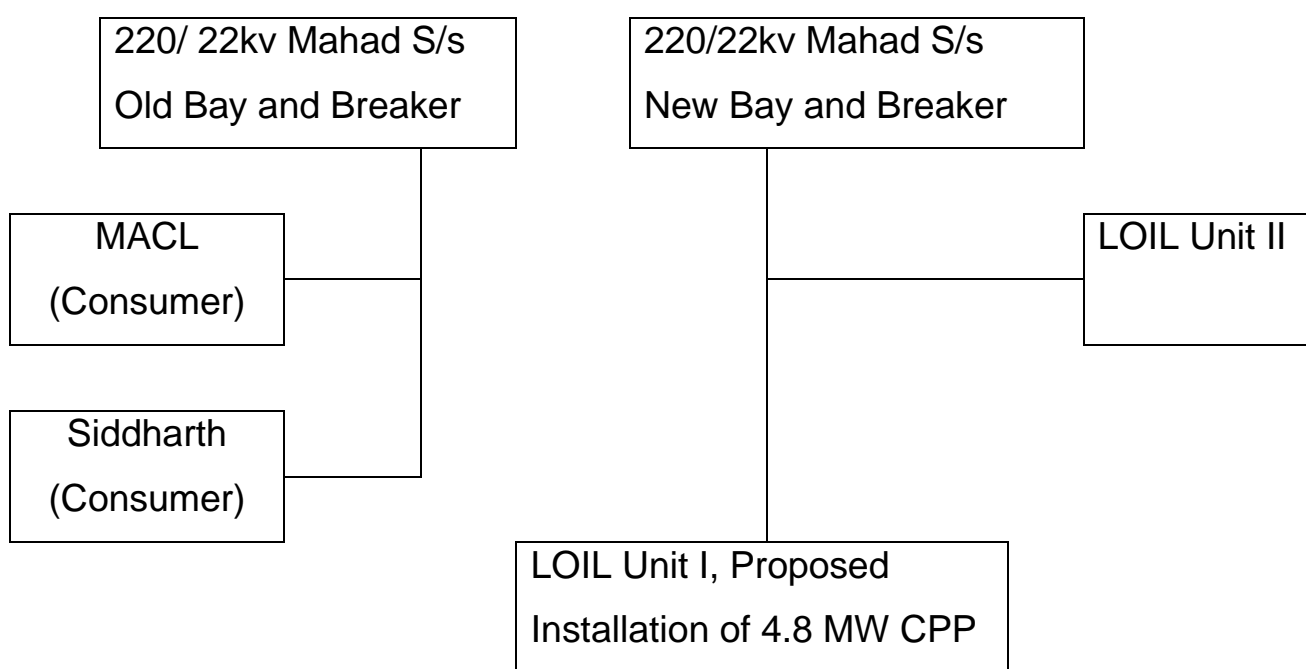 220/ 22kv Mahad S/s
Old Bay and Breaker
220/22kv Mahad S/s
New Bay and Breaker
MACL
(Consumer)
LOIL Unit II
Siddharth
(Consumer)
LOIL Unit I, Proposed
Installation of 4.8 MW CPP